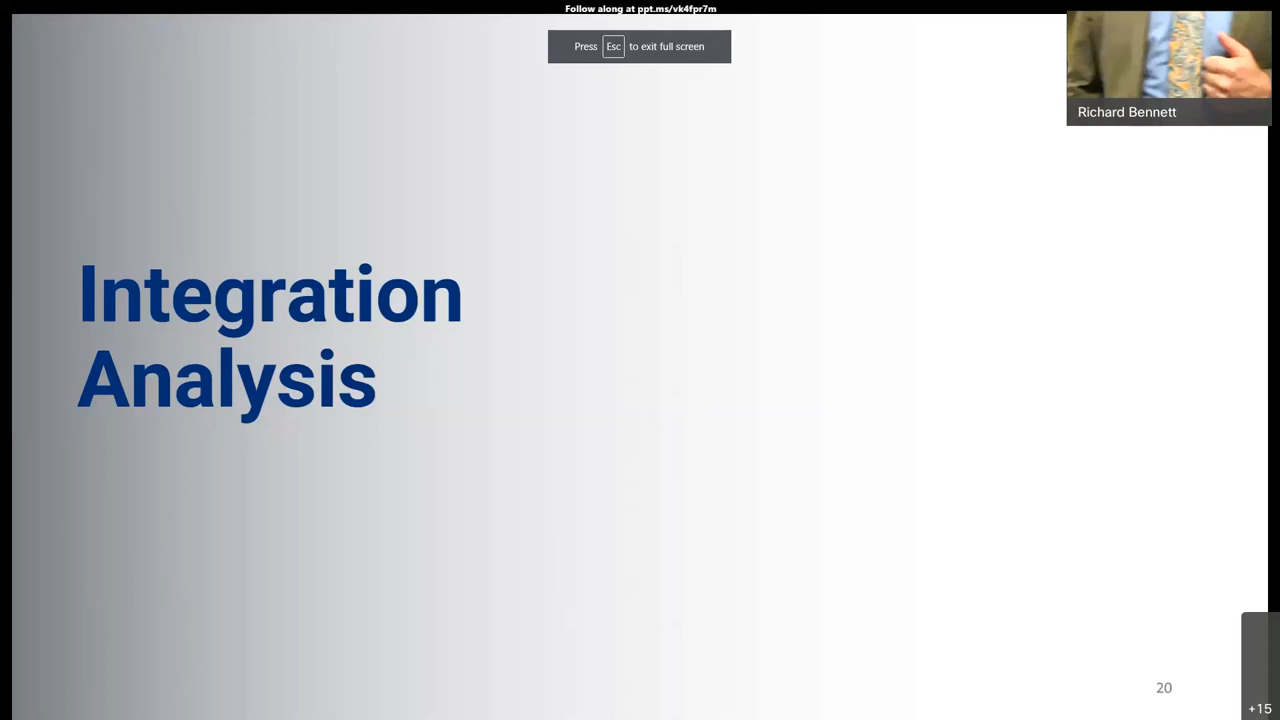 Follow along at ppt.ms/vk4fpr7m
Press Esc to exit full screen
Richard Bennett
Integration
Analysis
20
+15